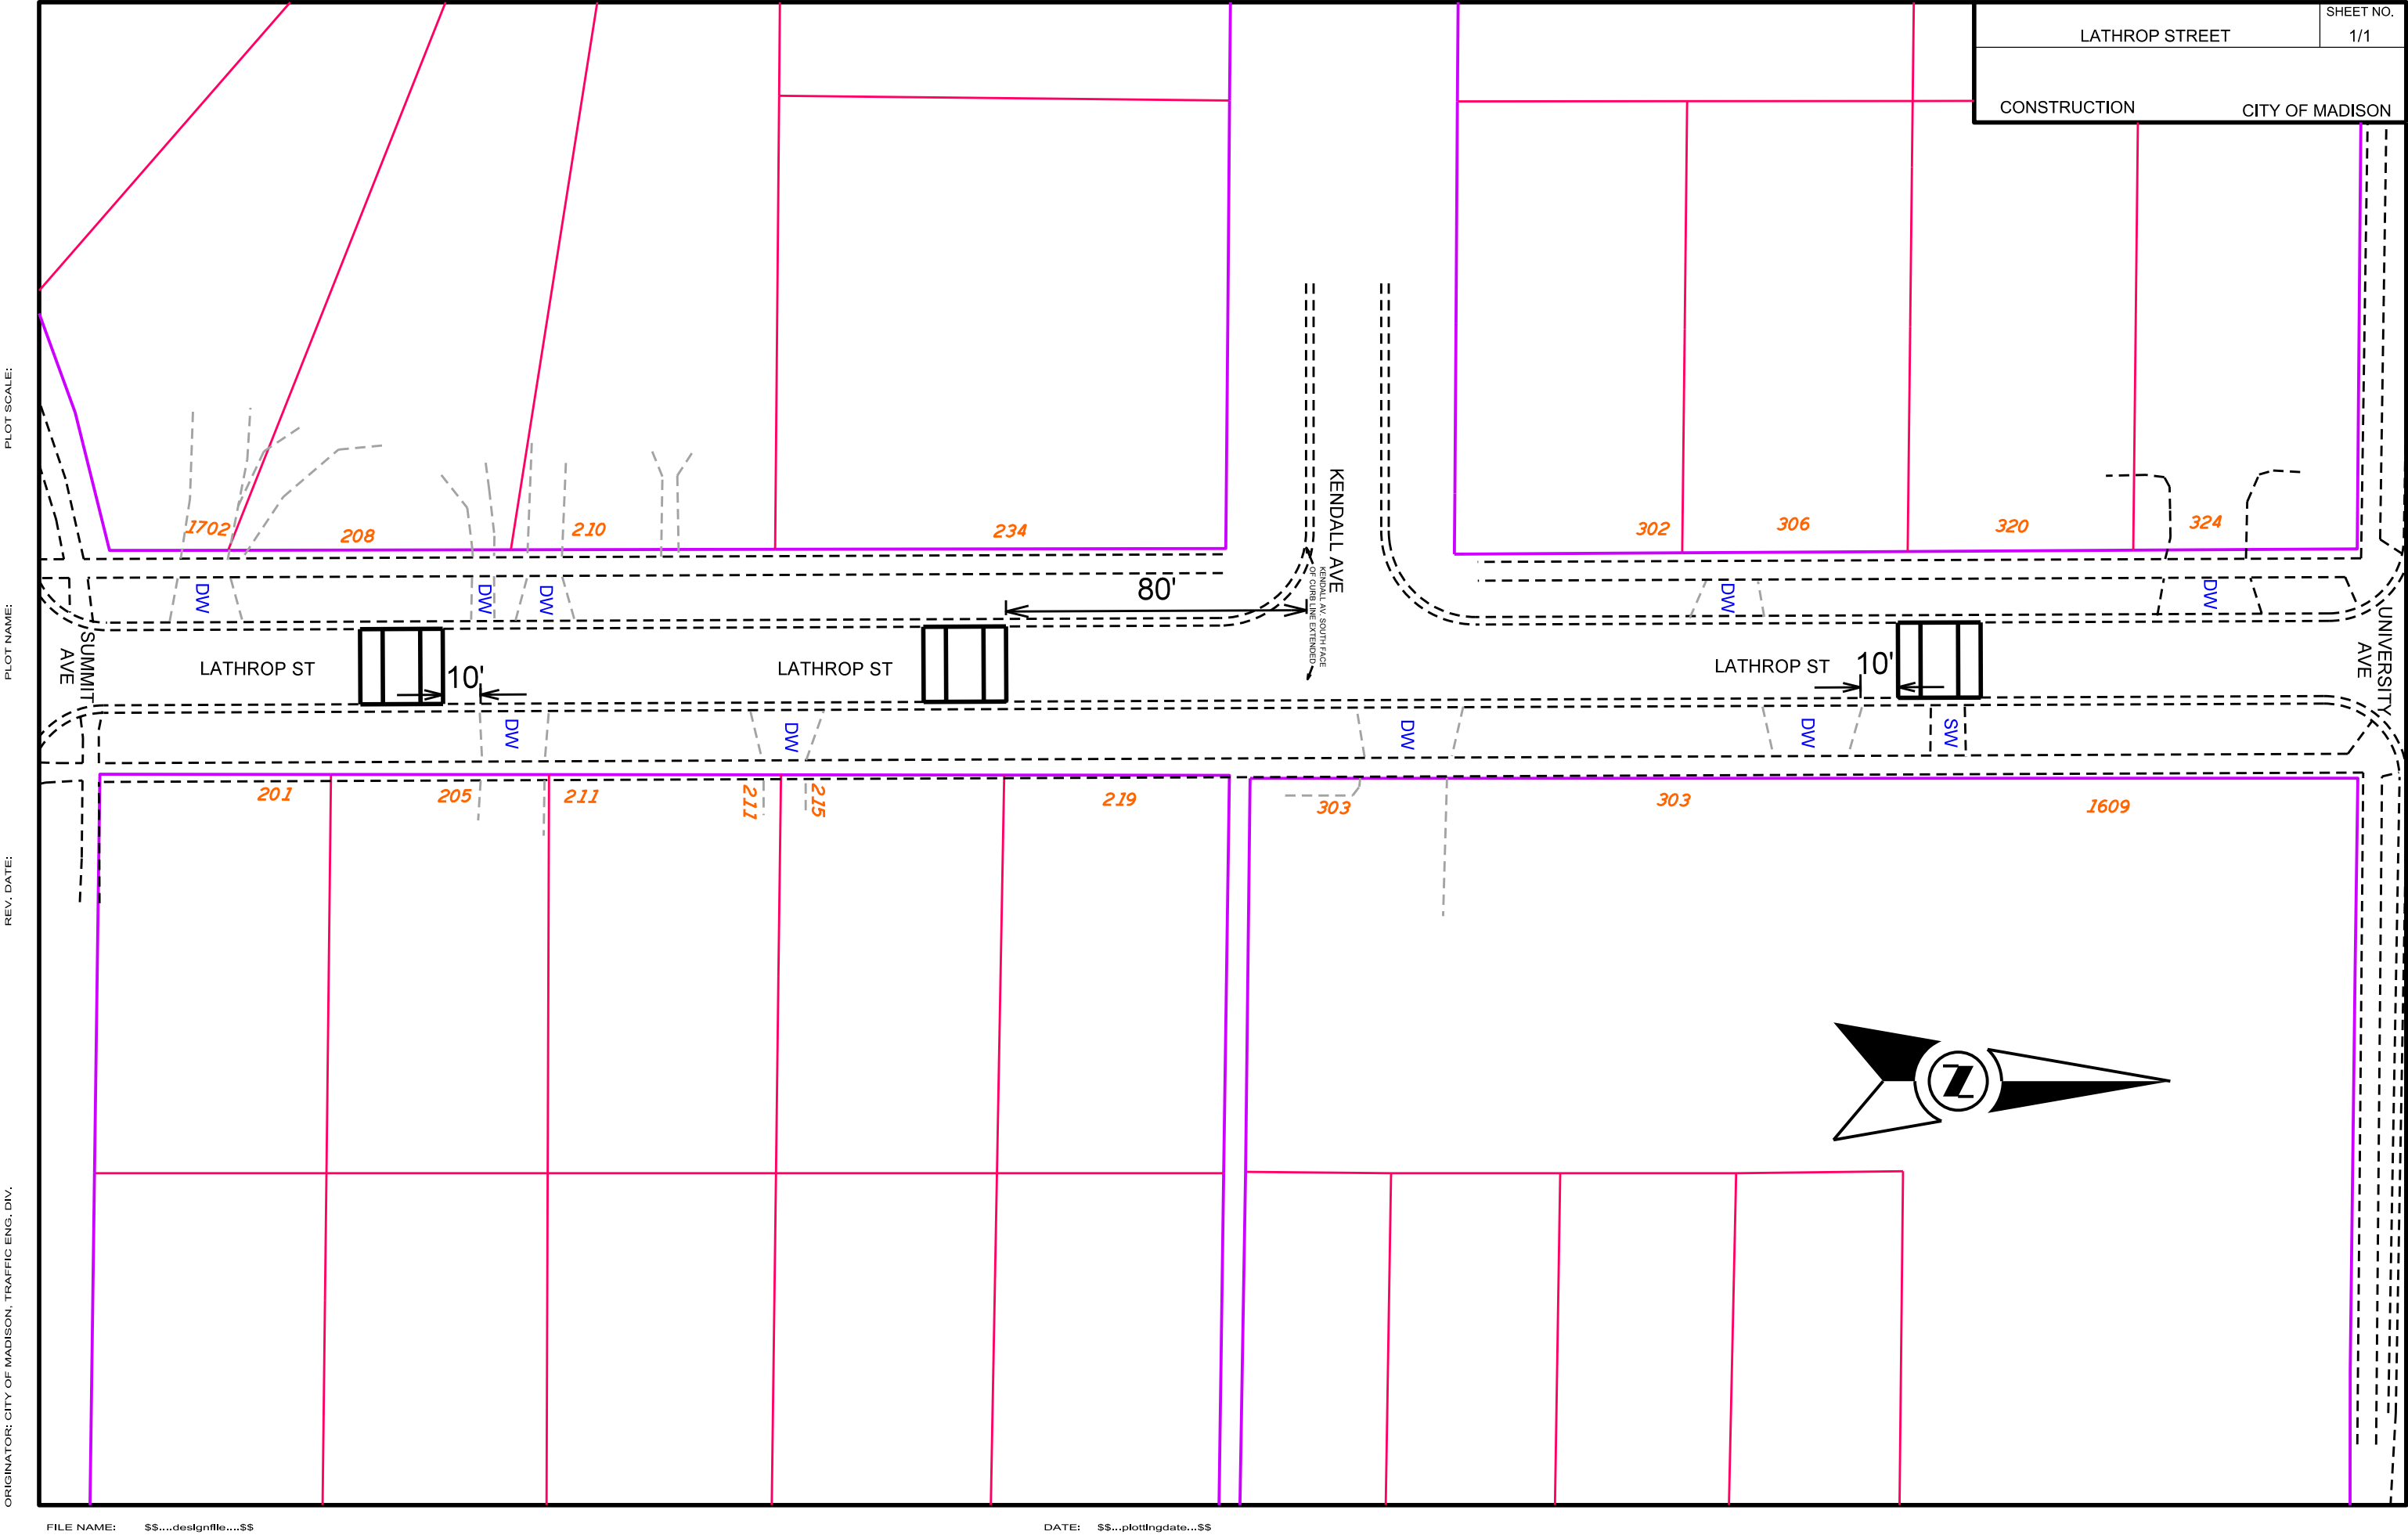 SHEET NO.
LATHROP STREET
1/1
CONSTRUCTION
CITY OF MADISON
PLOT SCALE:
PLOT NAME:
REV. DATE:
ORIGINATOR: CITY OF MADISON, TRAFFIC ENG. DIV.
1702
208
210
234
KENDALL AVE
302
306
320
324
KENDALL AV. SOUTH FACE
OF CURB LINE EXTENDED
DW
DW
DW
80'
DW
DW
SUMMIT
AVE
LATHROP ST
10'
LATHROP ST
LATHROP ST
10'
UNIVERSITY
AVE
DW
DW
DW
DW
SW
201
205
211
211
215
219
303
303
1609
Z
FILE NAME: $$...designfile...$$
DATE: $$...plottingdate...$$